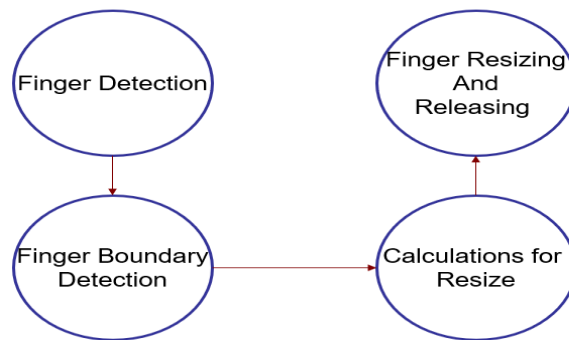 Finger Detection
Finger Boundary
Detection
Calculations for
Resize
Finger Resizing
And
Releasing